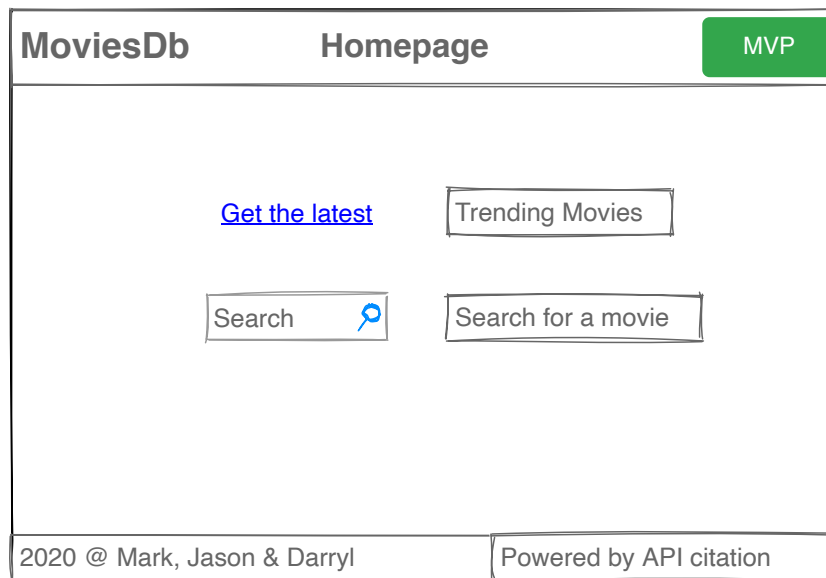 MoviesDb Homepage MVP
Get the latest Trending Movies
Search Search for a movie
2020 @ Mark, Jason & Darryl Powered by API citation